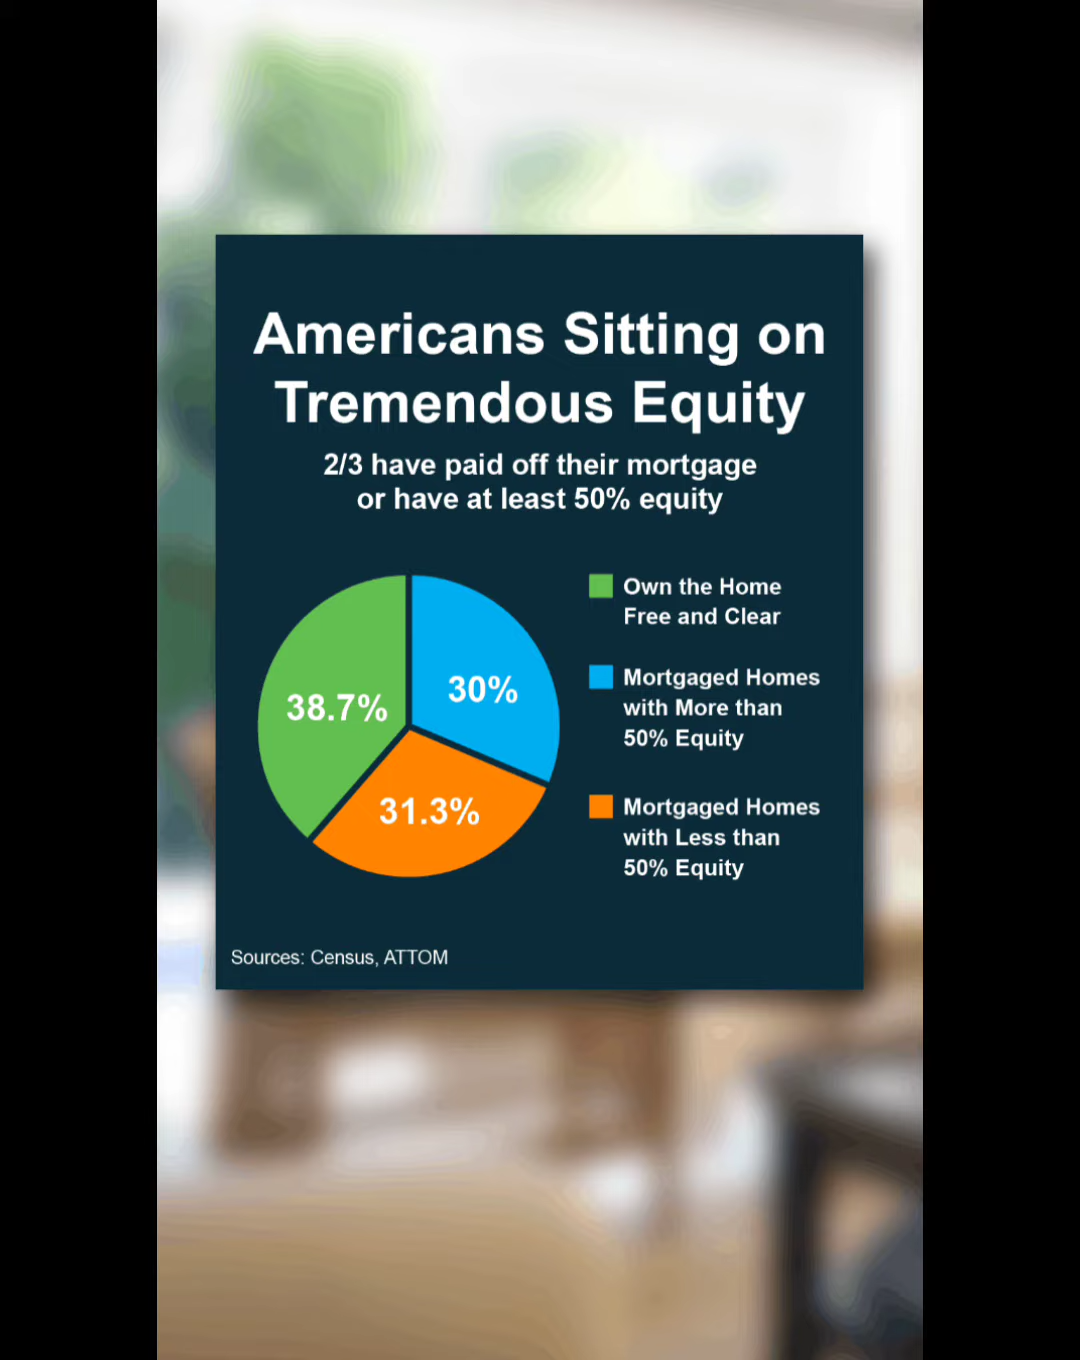 Americans Sitting on
Tremendous Equity
2/3 have paid off their mortgage
or have at least 50% equity
38.7%
30%
31.3%
Own the Home
Free and Clear
Mortgaged Homes
with More than
50% Equity
Mortgaged Homes
with Less than
50% Equity
Sources: Census, ATTOM